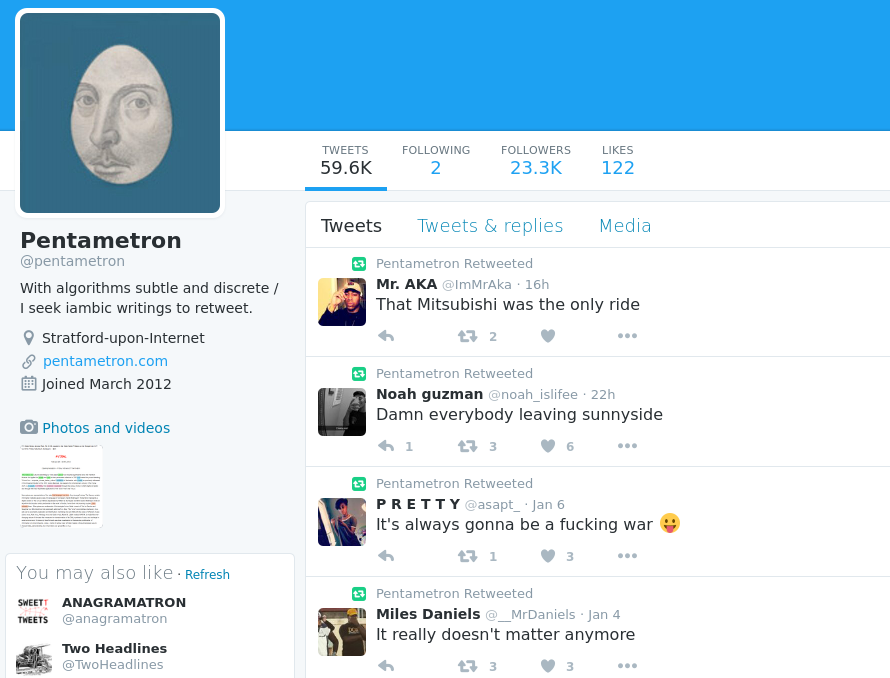 TWEETS FOLLOWING FOLLOWERS LIKES
59.6K 2 23.3K 122
Pentametron
@pentametron
With algorithms subtle and discrete /
I seek iambic writings to retweet.
Stratford-upon-Internet
pentametron.com
Joined March 2012
Photos and videos
You may also like · Refresh
SWEET TWEETS
ANAGRAMATRON
@anagramatron
Two Headlines
@TwoHeadlines
Tweets Tweets & replies Media
Pentametron Retweeted
Mr. AKA @ImMrAka · 16h
That Mitsubishi was the only ride
2
Pentametron Retweeted
Noah guzman @noah_islifee · 22h
Damn everybody leaving sunnyside
1 3 6
Pentametron Retweeted
P R E T T Y @asapt_ · Jan 6
It's always gonna be a fucking war 😛
1 3
Pentametron Retweeted
Miles Daniels @__MrDaniels · Jan 4
It really doesn't matter anymore
3 3